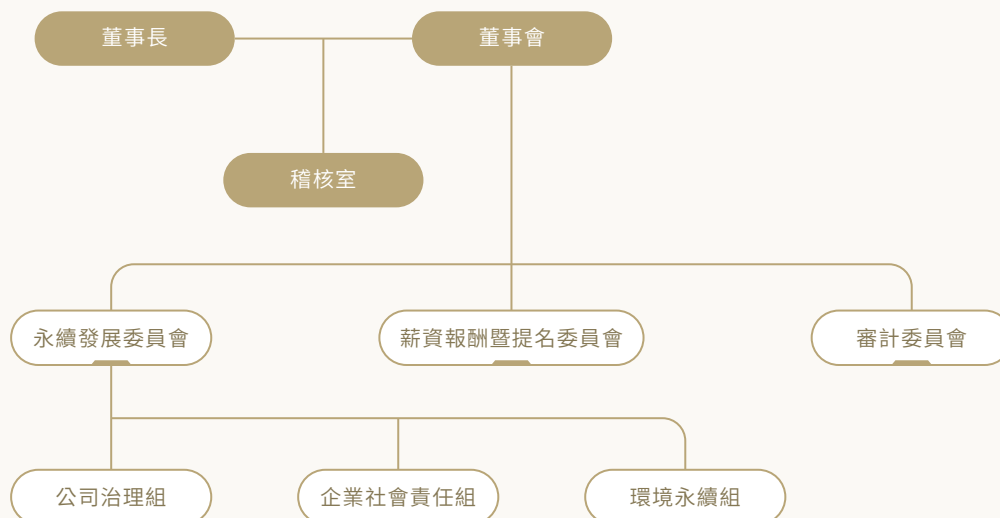 董事長
董事會
稽核室
永續發展委員會
薪資報酬暨提名委員會
審計委員會
公司治理組
企業社會責任組
環境永續組